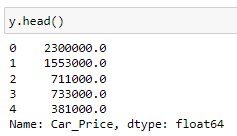 y.head()
0    2300000.0
1    1553000.0
2     711000.0
3     733000.0
4     381000.0
Name: Car_Price, dtype: float64